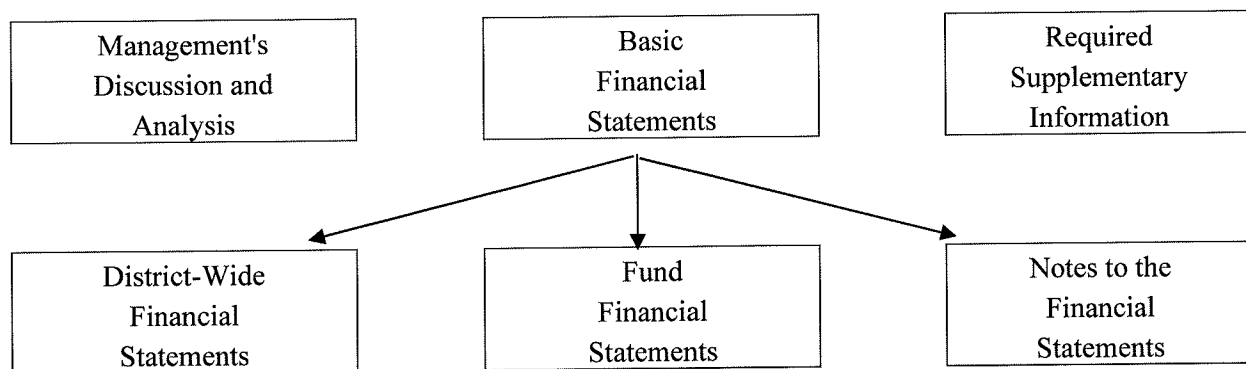 Management's
Discussion and
Analysis
Basic
Financial
Statements
Required
Supplementary
Information
District-Wide
Financial
Statements
Fund
Financial
Statements
Notes to the
Financial
Statements